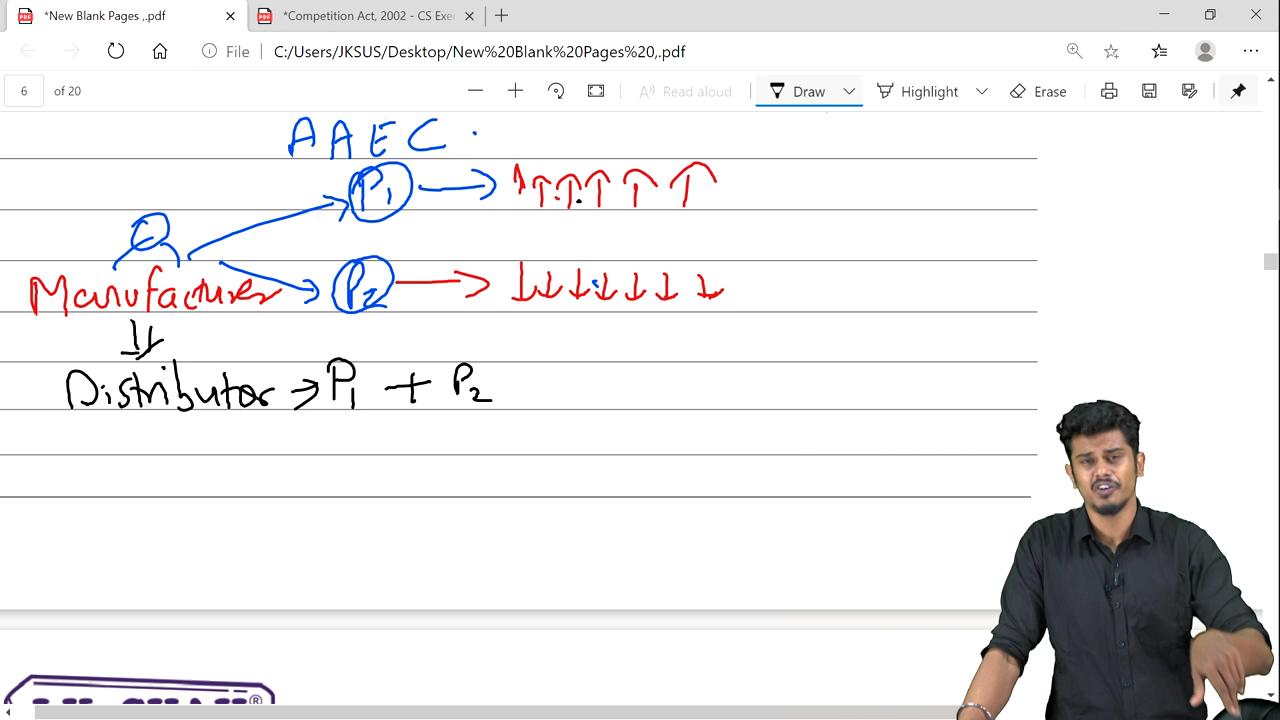 *New Blank Pages ,.pdf
*Competition Act, 2002 - CS Exe
File C:/Users/JKSUS/Desktop/New%20Blank%20Pages%20,.pdf
6 of 20 Read aloud Draw Highlight Erase
AAEC.
P1
Manufacturer
P2
Distributor → P1 + P2